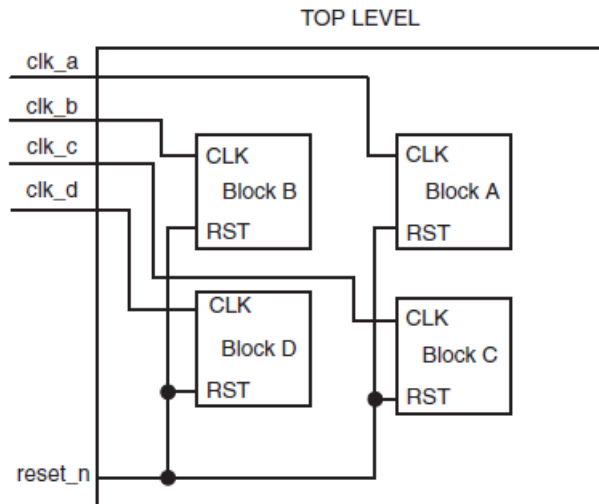 TOP LEVEL
clk_a
clk_b
clk_c
clk_d
CLK
Block B
RST
CLK
Block A
RST
CLK
Block D
RST
CLK
Block C
RST
reset_n